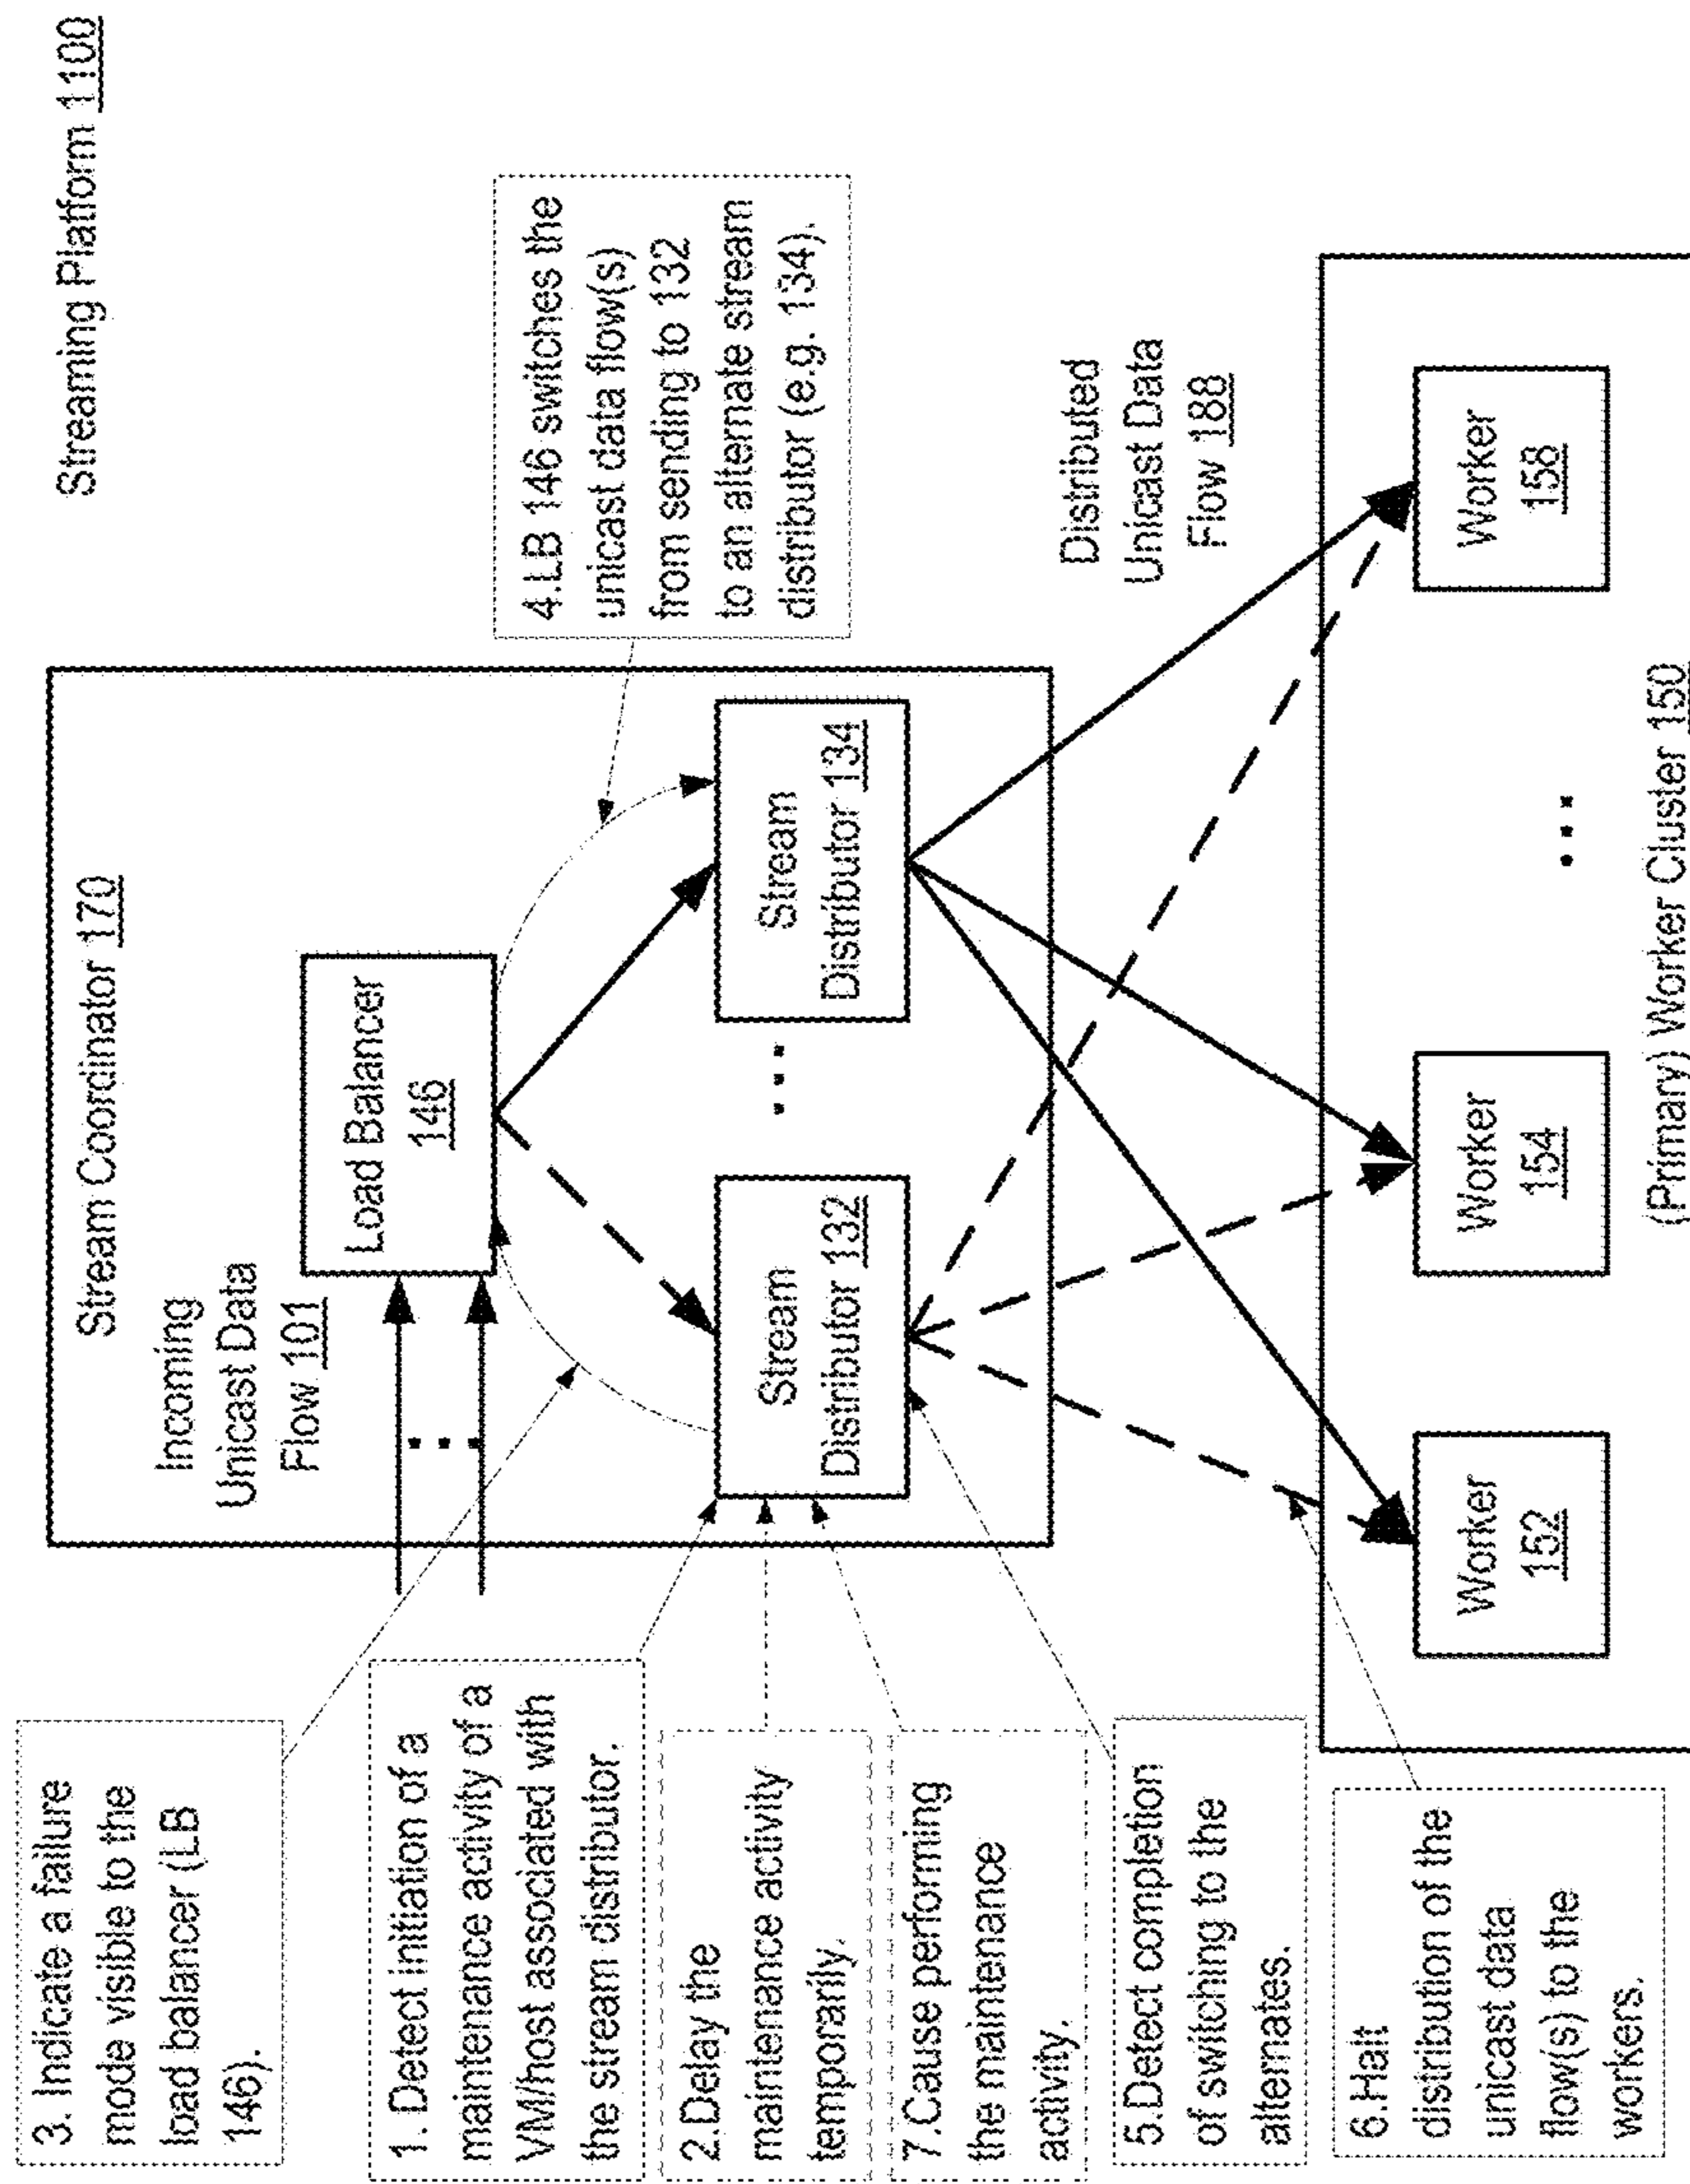 Streaming Platform 1100
Stream Coordinator 170
Incoming
Unicast Data
Flow 101
Load Balancer
146
Stream
Distributor 132
...
Stream
Distributor 134
3. Indicate a failure
mode visible to the
load balancer (LB
146).
1. Detect initiation of a
maintenance activity of a
VM/host associated with
the stream distributor.
2.Delay the
maintenance activity
temporarily.
7.Cause performing
the maintenance
activity.
5.Detect completion
of switching to the
alternates.
6.Halt
distribution of the
unicast data
flow(s) to the
workers.
4.LB 146 switches the
unicast data flow(s)
from sending to 132
to an alternate stream
distributor (e.g. 134).
Distributed
Unicast Data
Flow 188
Worker
152
Worker
154
...
Worker
158
(Primary) Worker Cluster 150